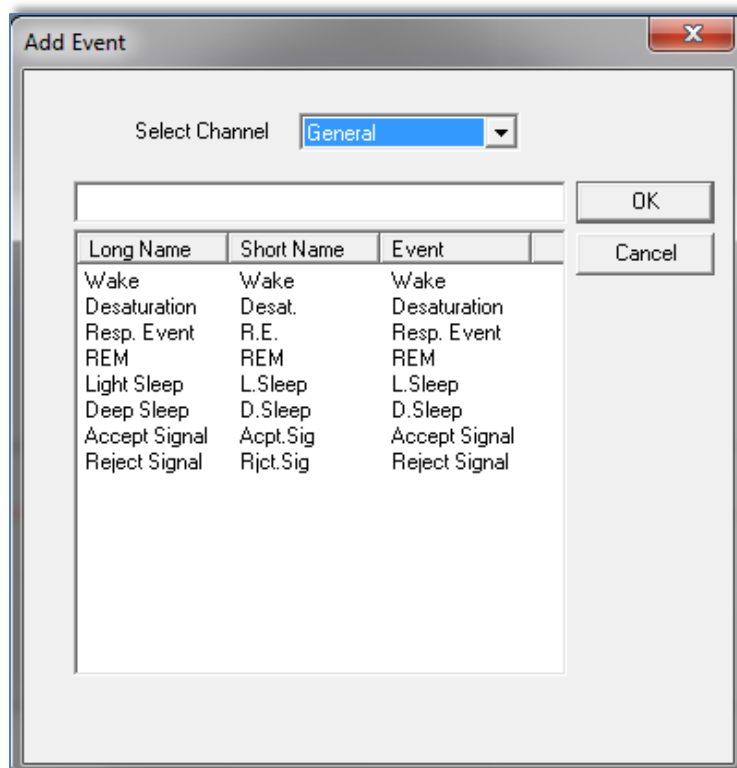 Add Event
Select Channel General
OK
Long Name Short Name Event
Cancel
Wake Wake Wake
Desaturation Desat. Desaturation
Resp. Event R.E. Resp. Event
REM REM REM
Light Sleep L.Sleep L.Sleep
Deep Sleep D.Sleep D.Sleep
Accept Signal Acpt.Sig Accept Signal
Reject Signal Rjct.Sig Reject Signal